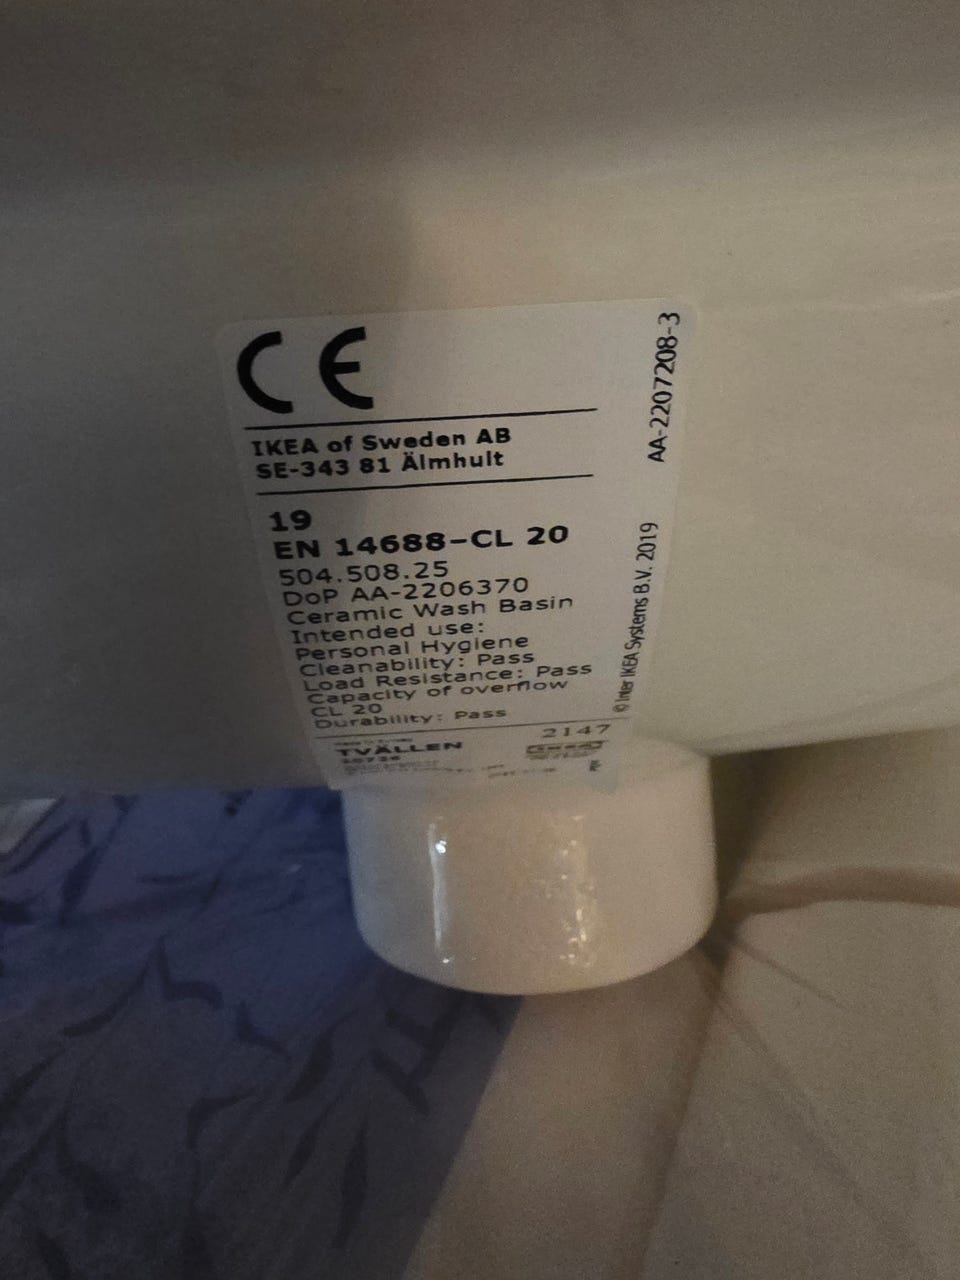 CE
IKEA of Sweden AB
SE-343 81 Älmhult
19
EN 14688-CL 20
504.508.25
DoP AA-2206370
Ceramic Wash Basin
Intended use:
Personal Hygiene
Cleanability: Pass
Load Resistance: Pass
Capacity of overflow
CL 20
Durability: Pass
2147
TVÄLLEN
AA-2207208-3
© Inter IKEA Systems B.V. 2019